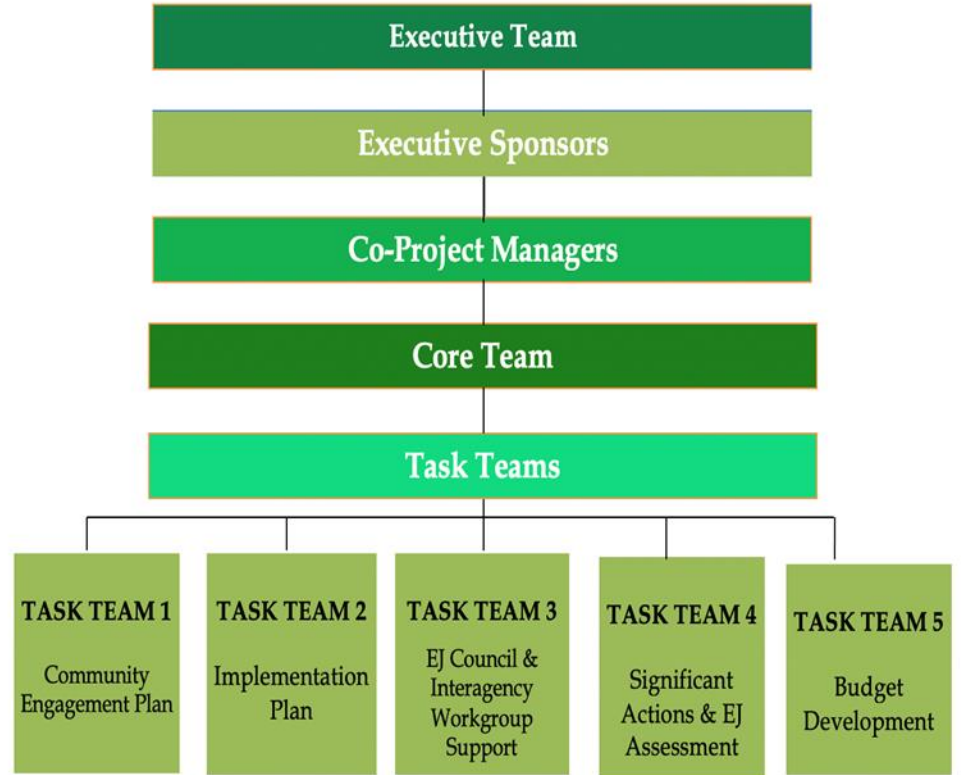 Executive Team
Executive Sponsors
Co-Project Managers
Core Team
Task Teams
TASK TEAM 1
Community
Engagement Plan
TASK TEAM 2
Implementation
Plan
TASK TEAM 3
EJ Council &
Interagency
Workgroup
Support
TASK TEAM 4
Significant
Actions & EJ
Assessment
TASK TEAM 5
Budget
Development